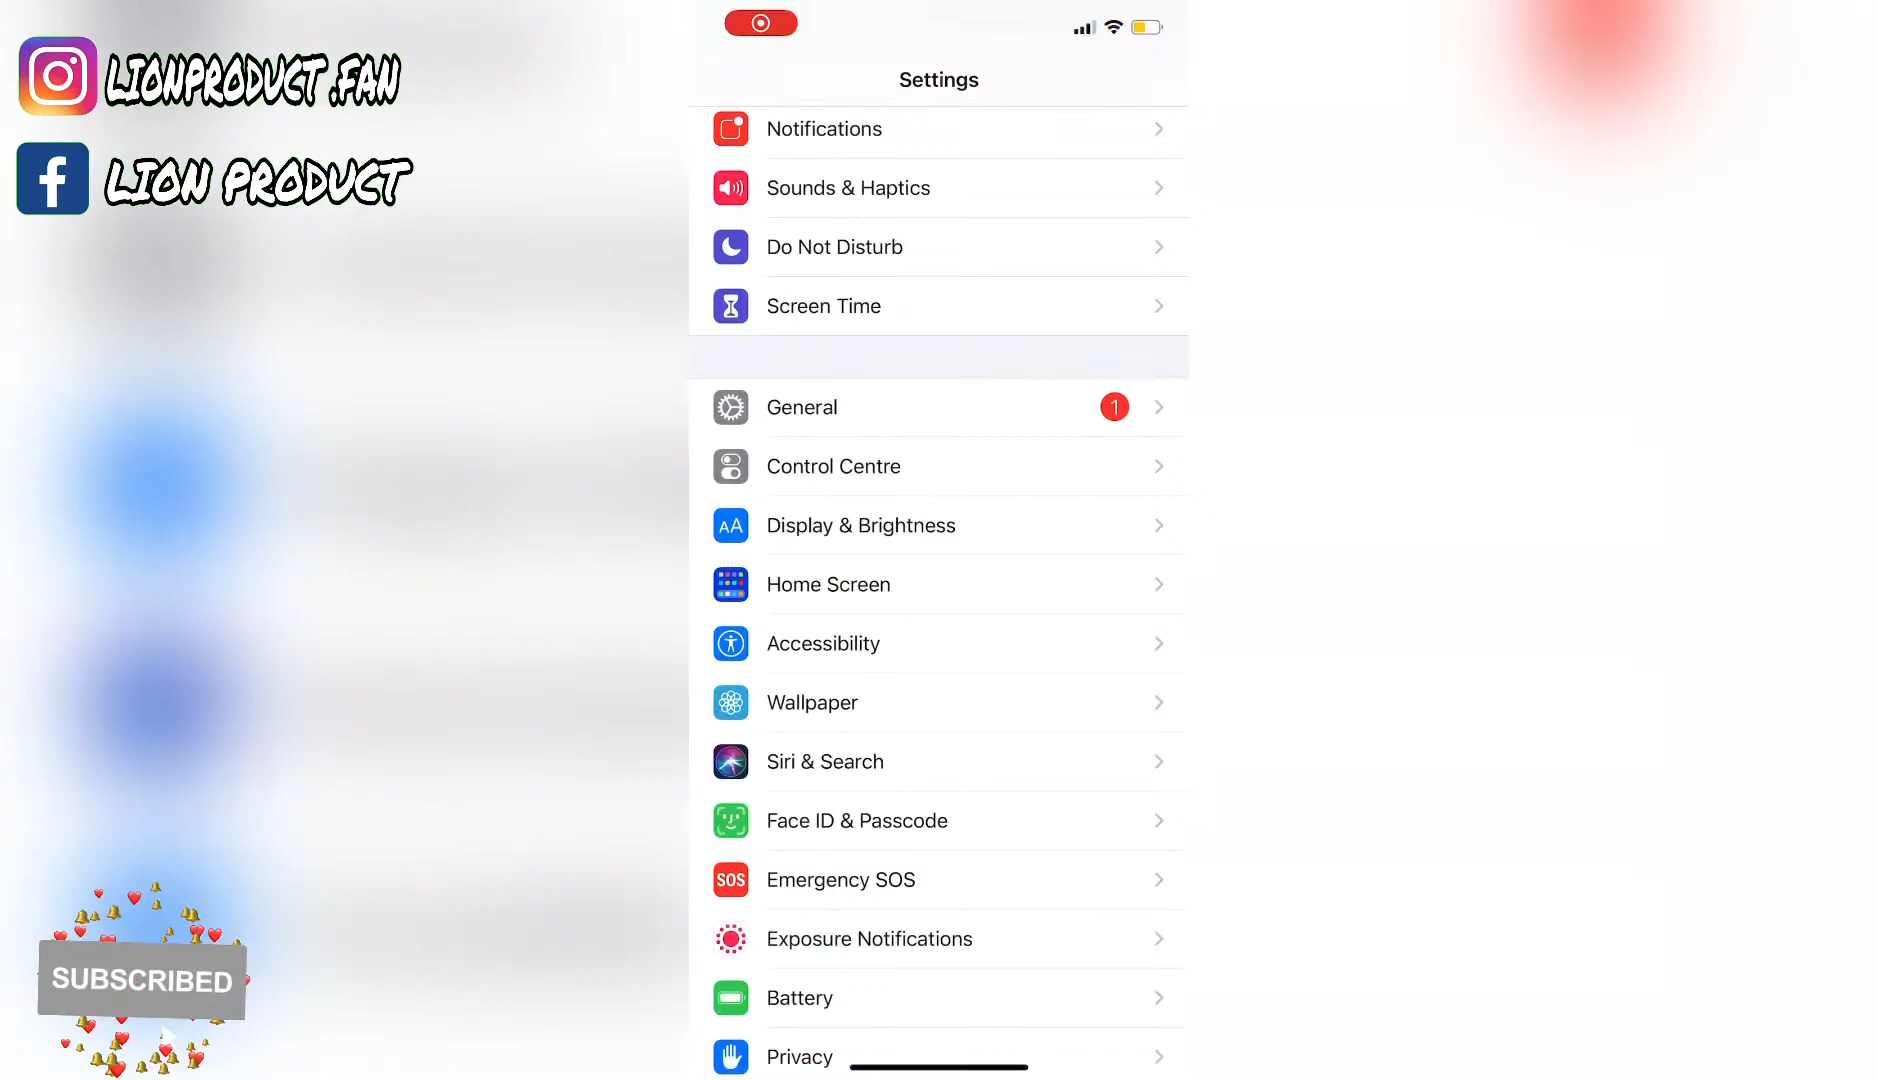 LIONPRODUCT.FAN
LION PRODUCT
Settings
Notifications
Sounds & Haptics
Do Not Disturb
Screen Time
General
1
Control Centre
AA Display & Brightness
Home Screen
Accessibility
Wallpaper
Siri & Search
Face ID & Passcode
SOS Emergency SOS
Exposure Notifications
Battery
Privacy
SUBSCRIBED